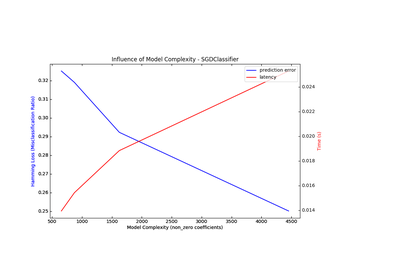 Influence of Model Complexity - SGDClassifier
prediction error
latency
0.32
0.31
0.30
0.29
0.28
0.27
0.26
0.25
Hamming Loss (Misclassification Ratio)
0.024
0.022
0.020
0.018
0.016
0.014
Time (s)
500 1000 1500 2000 2500 3000 3500 4000 4500
Model Complexity (non_zero coefficients)